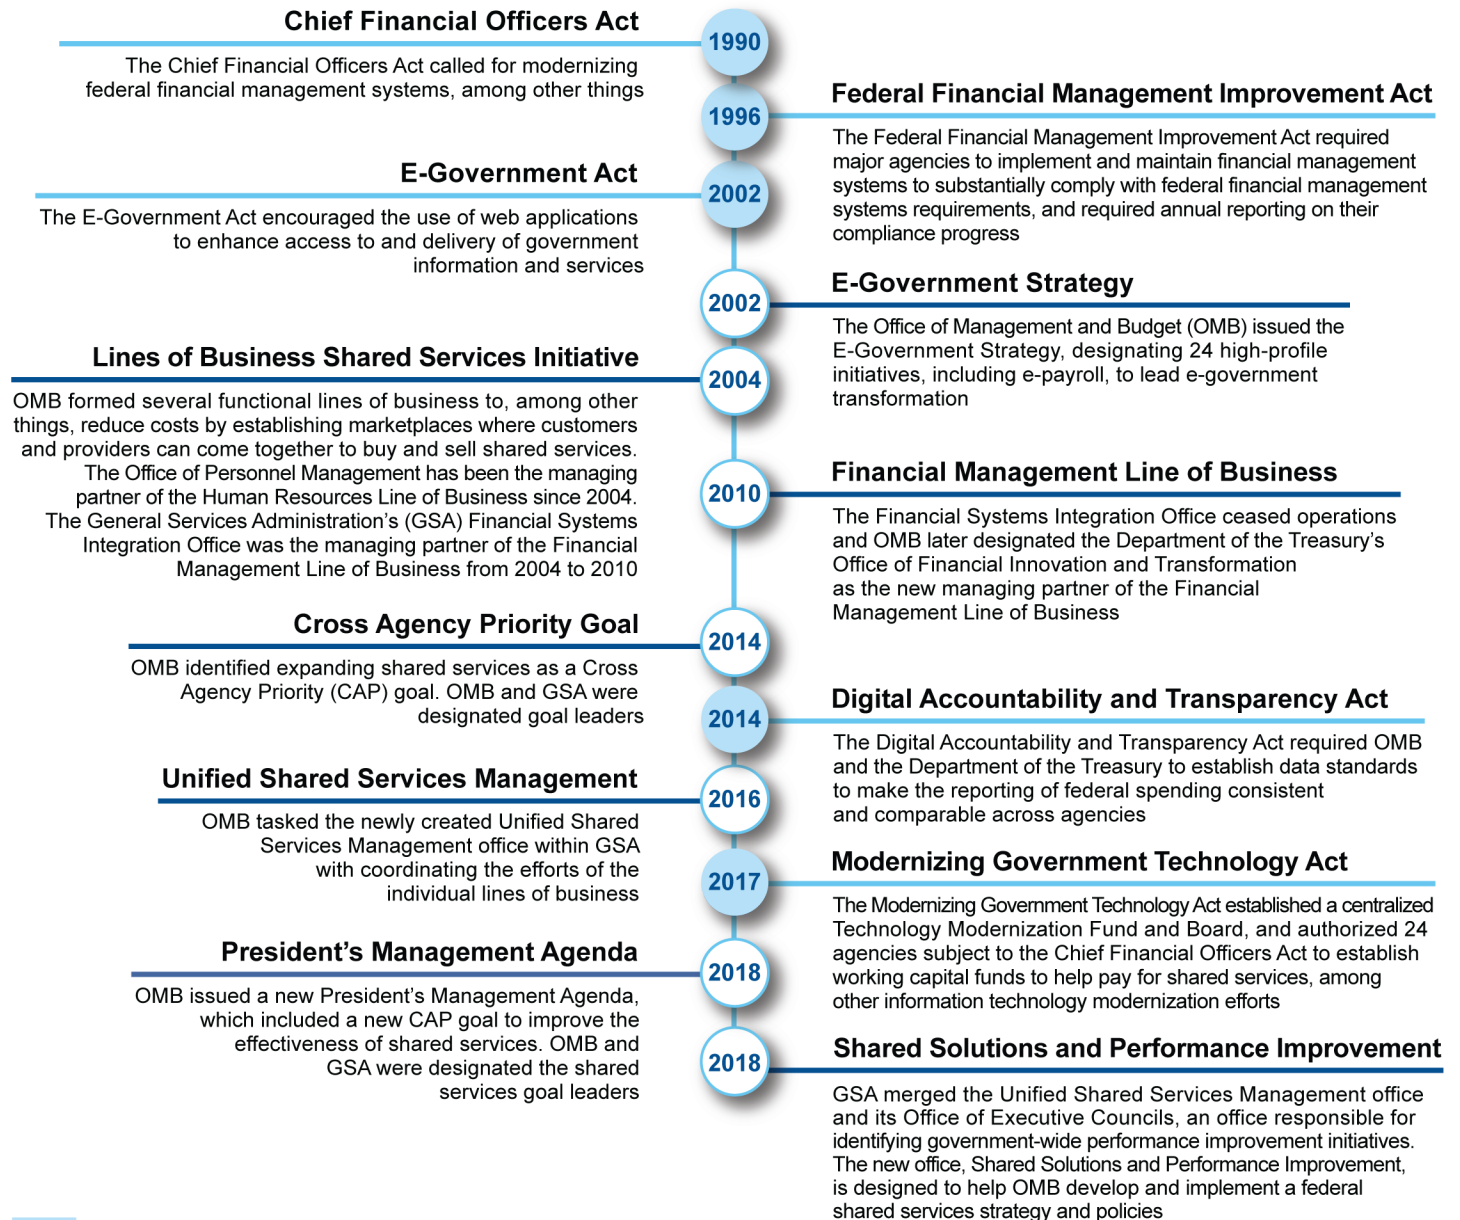 Chief Financial Officers Act
1990
The Chief Financial Officers Act called for modernizing
federal financial management systems, among other things
Federal Financial Management Improvement Act
1996
The Federal Financial Management Improvement Act required
major agencies to implement and maintain financial management
systems to substantially comply with federal financial management
systems requirements, and required annual reporting on their
compliance progress
E-Government Act
2002
The E-Government Act encouraged the use of web applications
to enhance access to and delivery of government
information and services
E-Government Strategy
2002
The Office of Management and Budget (OMB) issued the
E-Government Strategy, designating 24 high-profile
initiatives, including e-payroll, to lead e-government
transformation
Lines of Business Shared Services Initiative
2004
OMB formed several functional lines of business to, among other
things, reduce costs by establishing marketplaces where customers
and providers can come together to buy and sell shared services.
The Office of Personnel Management has been the managing
partner of the Human Resources Line of Business since 2004.
The General Services Administration's (GSA) Financial Systems
Integration Office was the managing partner of the Financial
Management Line of Business from 2004 to 2010
Financial Management Line of Business
2010
The Financial Systems Integration Office ceased operations
and OMB later designated the Department of the Treasury's
Office of Financial Innovation and Transformation
as the new managing partner of the Financial
Management Line of Business
Cross Agency Priority Goal
2014
OMB identified expanding shared services as a Cross
Agency Priority (CAP) goal. OMB and GSA were
designated goal leaders
Digital Accountability and Transparency Act
2014
The Digital Accountability and Transparency Act required OMB
and the Department of the Treasury to establish data standards
to make the reporting of federal spending consistent
and comparable across agencies
Unified Shared Services Management
2016
OMB tasked the newly created Unified Shared
Services Management office within GSA
with coordinating the efforts of the
individual lines of business
Modernizing Government Technology Act
2017
The Modernizing Government Technology Act established a centralized
Technology Modernization Fund and Board, and authorized 24
agencies subject to the Chief Financial Officers Act to establish
working capital funds to help pay for shared services, among
other information technology modernization efforts
President's Management Agenda
2018
OMB issued a new President's Management Agenda,
which included a new CAP goal to improve the
effectiveness of shared services. OMB and
GSA were designated the shared
services goal leaders
Shared Solutions and Performance Improvement
2018
GSA merged the Unified Shared Services Management office
and its Office of Executive Councils, an office responsible for
identifying government-wide performance improvement initiatives.
The new office, Shared Solutions and Performance Improvement,
is designed to help OMB develop and implement a federal
shared services strategy and policies